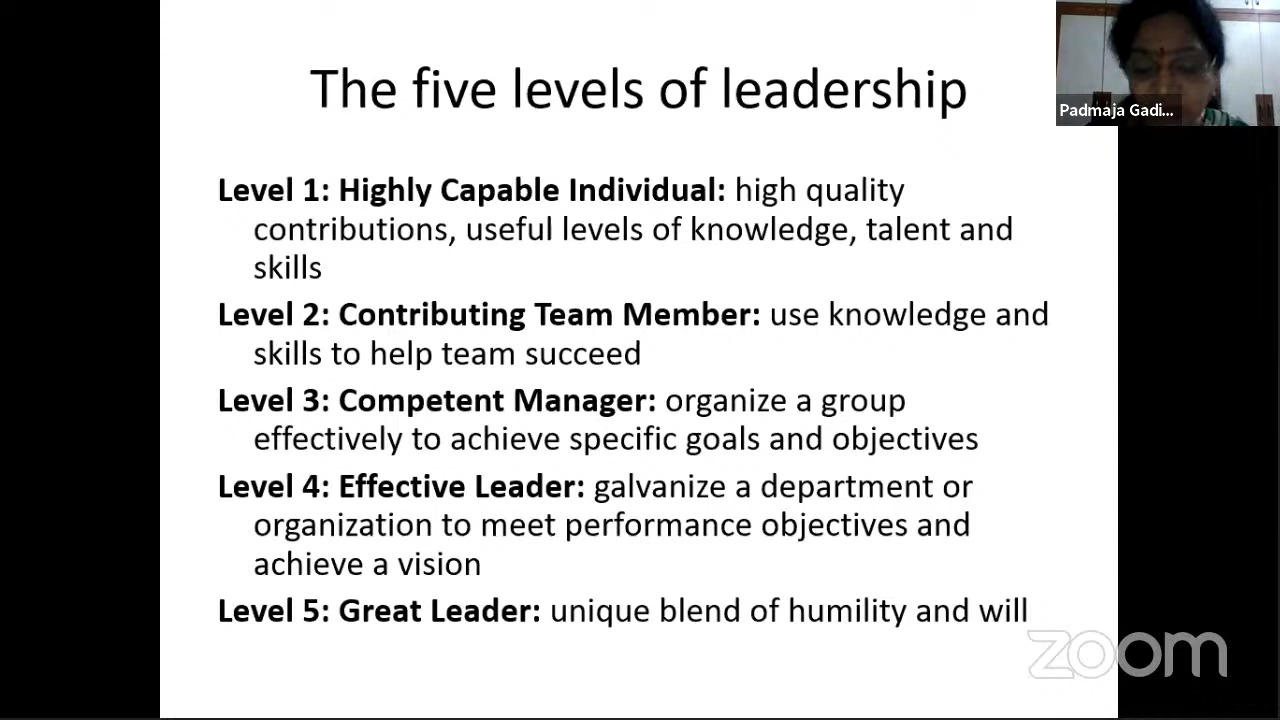 The five levels of leadership
Padmaja Gadi...
Level 1: Highly Capable Individual: high quality
contributions, useful levels of knowledge, talent and
skills
Level 2: Contributing Team Member: use knowledge and
skills to help team succeed
Level 3: Competent Manager: organize a group
effectively to achieve specific goals and objectives
Level 4: Effective Leader: galvanize a department or
organization to meet performance objectives and
achieve a vision
Level 5: Great Leader: unique blend of humility and will
zoom